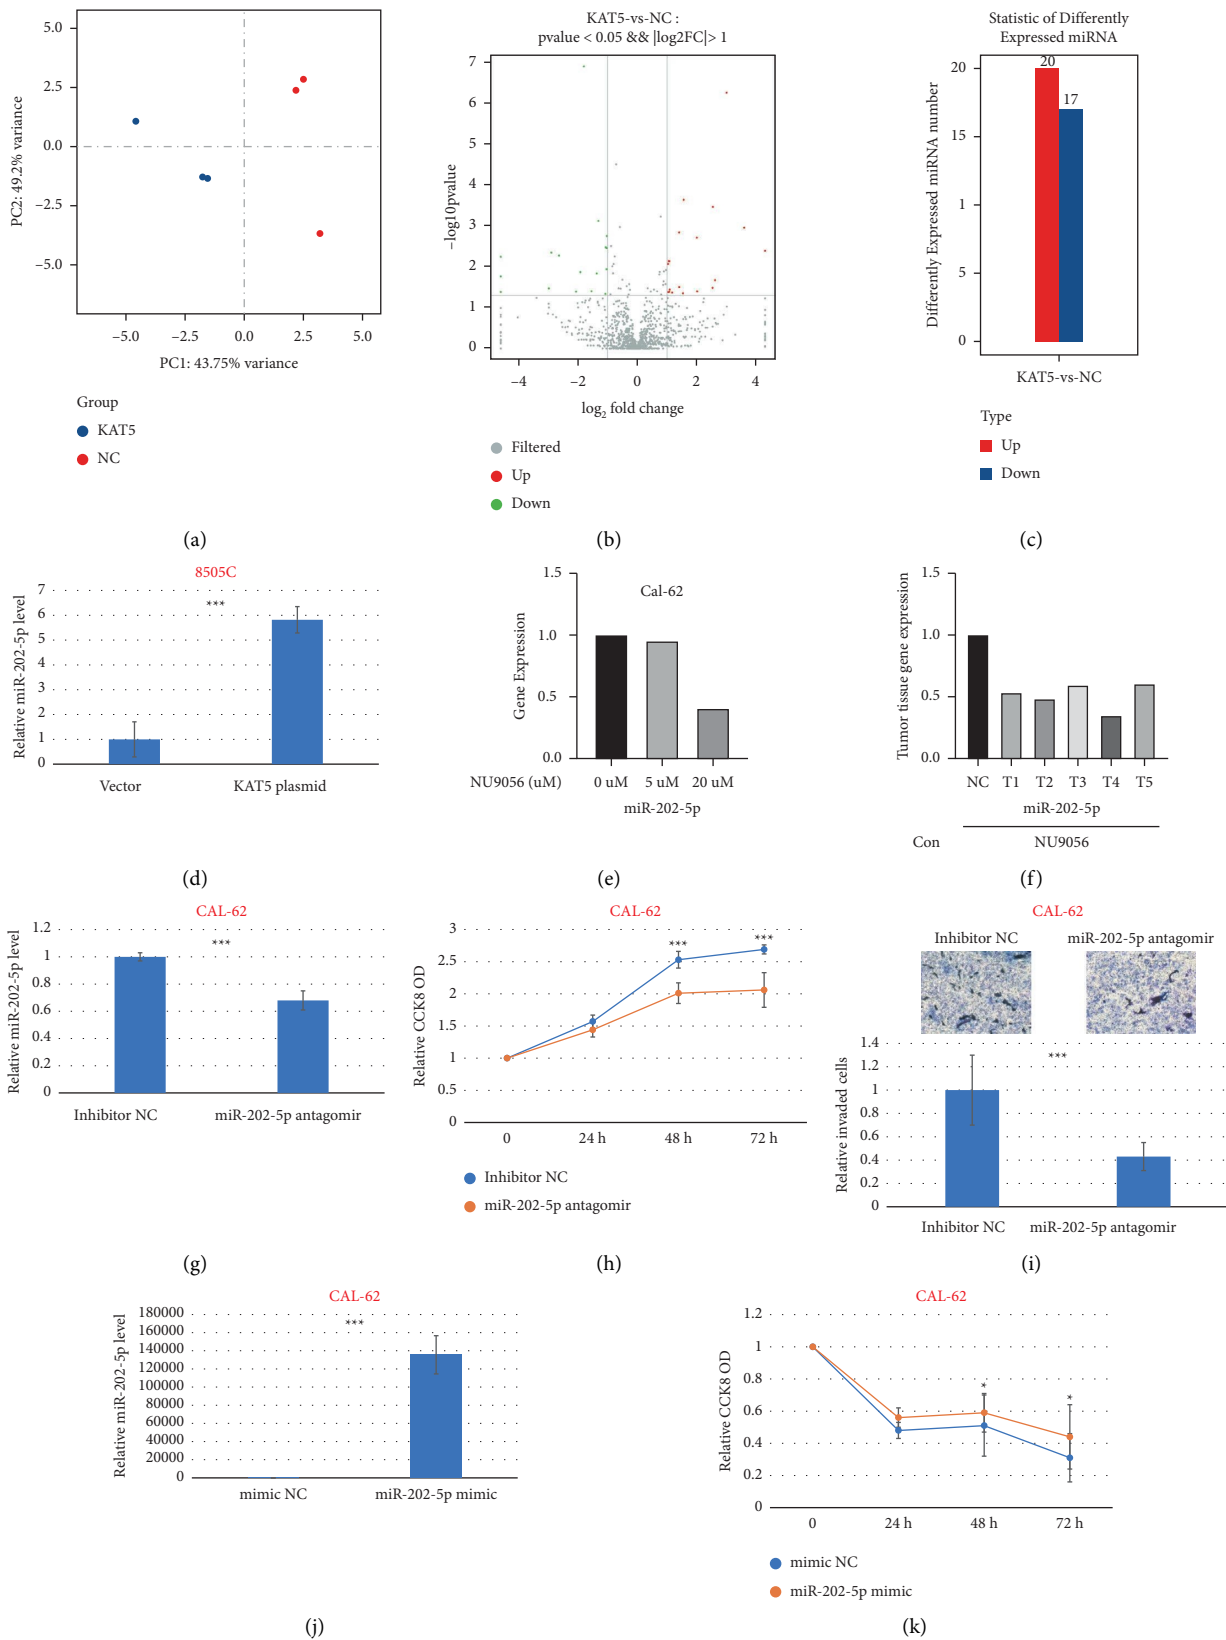 5.0
2.5
0.0
−2.5
−5.0
PC2: 49.2% variance
−5.0 −2.5 0.0 2.5 5.0
PC1: 43.75% variance
Group
KAT5
NC
(a)
KAT5-vs-NC :
pvalue < 0.05 && |log2FC|> 1
7
6
5
4
3
2
1
0
−log10pvalue
−4 −2 0 2 4
log2 fold change
Filtered
Up
Down
(b)
Statistic of Differently
Expressed miRNA
20
15
1
5
0
Differently Expressed miRNA number
20
17
KAT5-vs-NC
Type
Up
Down
(c)
8505C
7
6
5
4
3
2
1
0
Relative miR-202-5p level
***
Vector KAT5 plasmid
(d)
1.5
1.0
0.5
0.0
Gene Expression
Cal-62
NU9056 (uM) 0 uM 5 uM 20 uM
miR-202-5p
(e)
1.5
1.0
0.5
0.0
Tumor tissue gene expression
NC T1 T2 T3 T4 T5
miR-202-5p
Con NU9056
(f)
CAL-62
1.2
1
0.8
0.6
0.4
0.2
0
Relative miR-202-5p level
***
Inhibitor NC miR-202-5p antagomir
(g)
CAL-62
3
2.5
2
1.5
1
0.5
0
Relative CCK8 OD
*** ***
0 24 h 48 h 72 h
Inhibitor NC
miR-202-5p antagomir
(h)
CAL-62
Inhibitor NC miR-202-5p antagomir
1.4
1.2
1
0.8
0.6
0.4
0.2
0
Relative invaded cells
***
Inhibitor NC miR-202-5p antagomir
(i)
CAL-62
180000
160000
140000
120000
100000
80000
60000
40000
20000
0
Relative miR-202-5p level
***
mimic NC miR-202-5p mimic
(j)
CAL-62
1.2
1
0.8
0.6
0.4
0.2
0
Relative CCK8 OD
* *
0 24 h 48 h 72 h
mimic NC
miR-202-5p mimic
(k)